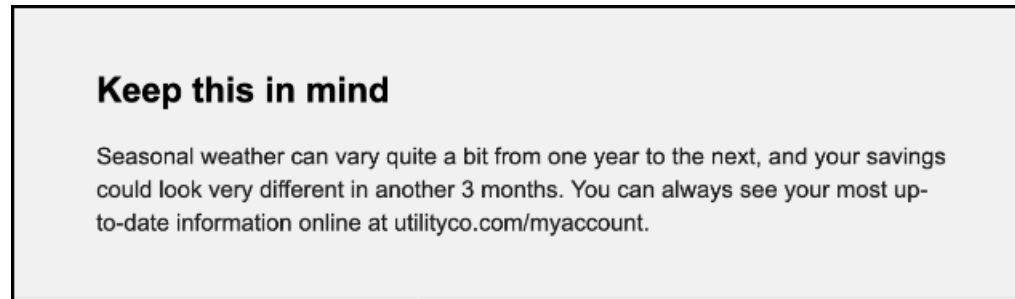 Keep this in mind
Seasonal weather can vary quite a bit from one year to the next, and your savings
could look very different in another 3 months. You can always see your most up-
to-date information online at utilityco.com/myaccount.